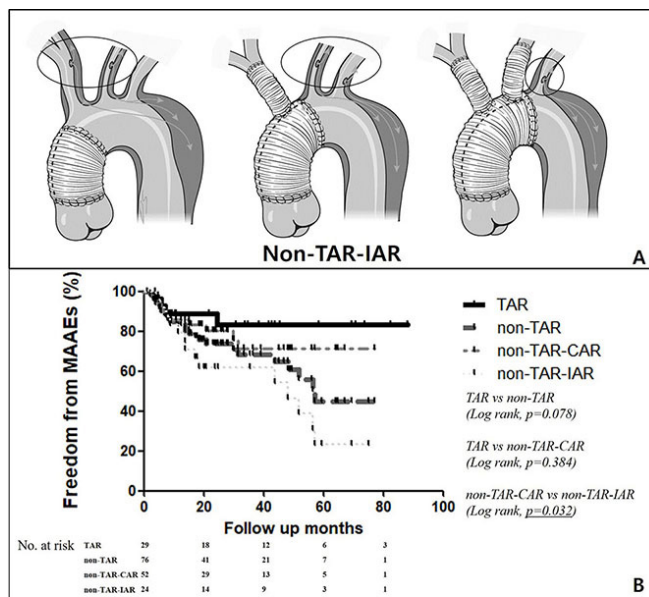 Non-TAR-IAR
A
Freedom from MAAEs (%)
100
80
60
40
20
0
0 20 40 60 80 100
Follow up months
TAR
non-TAR
non-TAR-CAR
non-TAR-IAR
TAR vs non-TAR
(Log rank, p=0.078)
TAR vs non-TAR-CAR
(Log rank, p=0.384)
non-TAR-CAR vs non-TAR-IAR
(Log rank, p=0.032)
No. at risk TAR 29 18 12 6 3
non-TAR 76 41 21 7 1
non-TAR-CAR 52 29 13 5 1
non-TAR-IAR 24 14 9 3 1
B